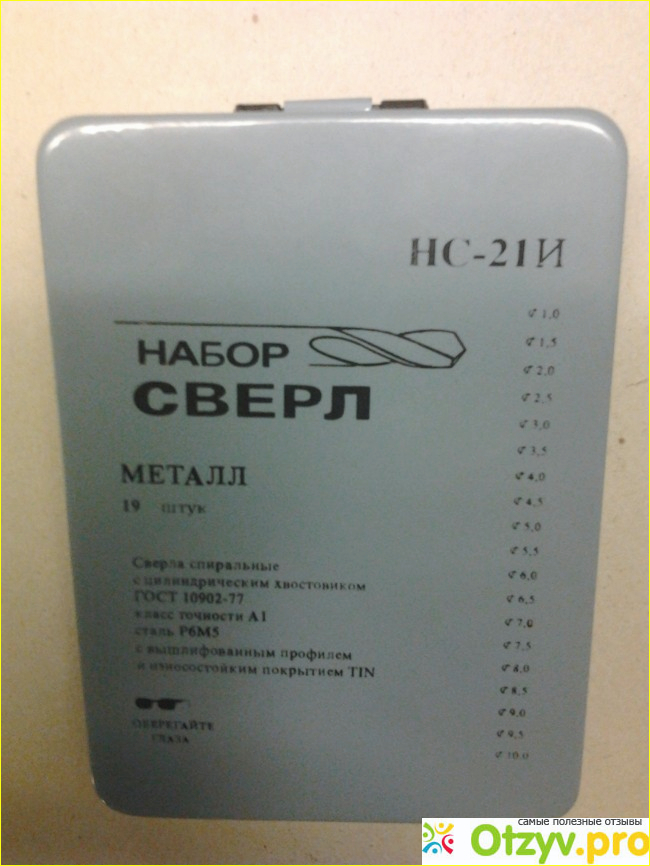 НС-21И
НАБОР
СВЕРЛ
МЕТАЛЛ
19 штук
Сверла спиральные
с цилиндрическим хвостовиком
ГОСТ 10902-77
класс точности А1
сталь Р6М5
с вышлифованным профилем
и износостойким покрытием TIN
ОБЕРЕГАЙТЕ
ГЛАЗА
⌀ 1,0
⌀ 1,5
⌀ 2,0
⌀ 2,5
⌀ 3,0
⌀ 3,5
⌀ 4,0
⌀ 4,5
⌀ 5,0
⌀ 5,5
⌀ 6,0
⌀ 6,5
⌀ 7,0
⌀ 7,5
⌀ 8,0
⌀ 8,5
⌀ 9,0
⌀ 9,5
⌀ 10,0
самые полезные отзывы
Otzyv.pro